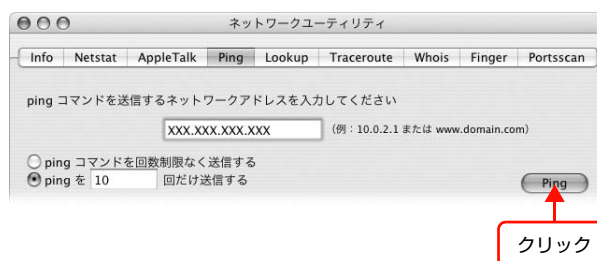 ネットワークユーティリティ
Info Netstat AppleTalk Ping Lookup Traceroute Whois Finger Portsscan
ping コマンドを送信するネットワークアドレスを入力してください
XXX.XXX.XXX.XXX (例：10.0.2.1 または www.domain.com)
ping コマンドを回数制限なく送信する
ping を 10 回だけ送信する
Ping
クリック